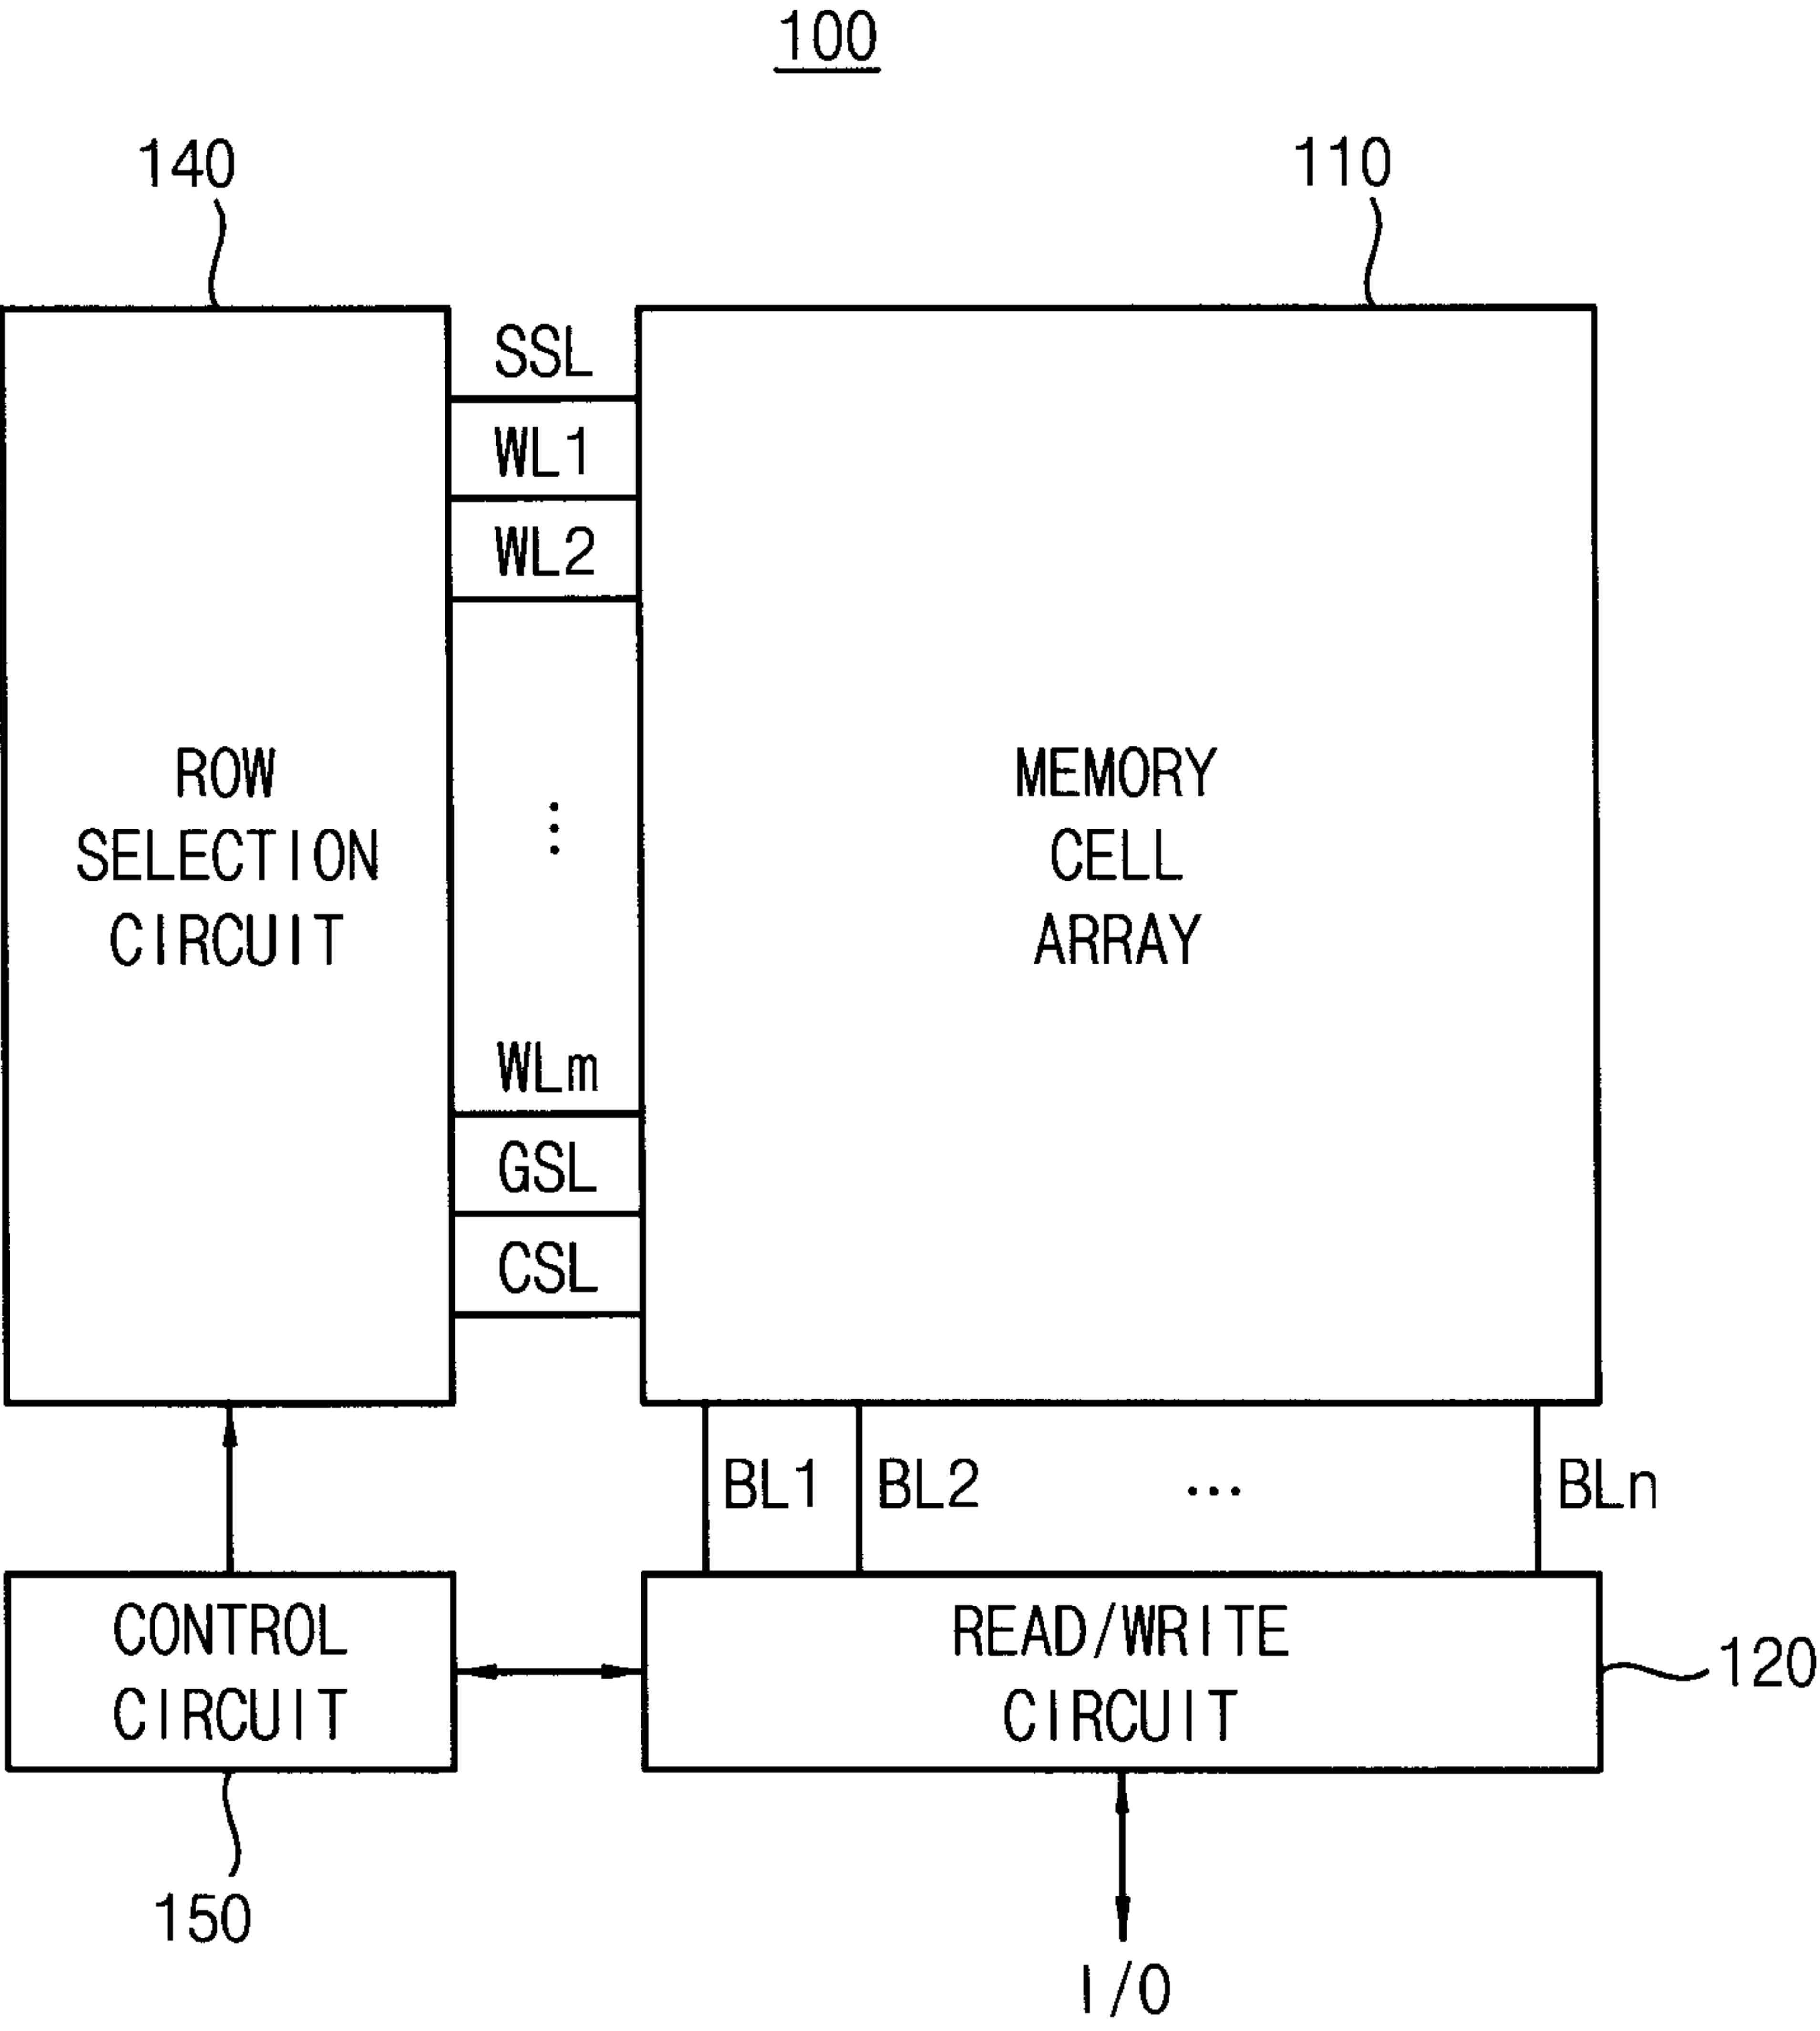 100
140
110
SSL
WL1
WL2
⋮
ROW
SELECTION
CIRCUIT
MEMORY
CELL
ARRAY
WLm
GSL
CSL
BL1
BL2
...
BLn
CONTROL
CIRCUIT
READ/WRITE
CIRCUIT
120
150
I/O